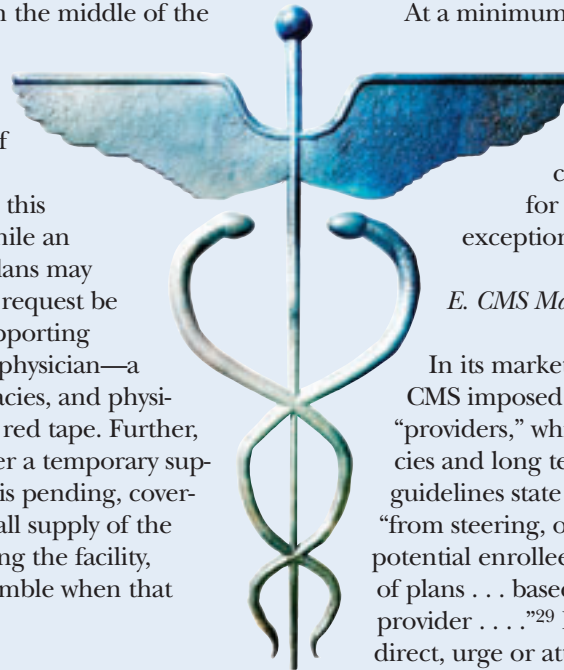 n the middle of the
f
this
hile an
lans may
request be
pporting
physician—a
acies, and physi-
red tape. Further,
er a temporary sup-
is pending, cover-
all supply of the
ng the facility,
mble when that
At a minimum
c
for
exception
E. CMS Ma
In its market
CMS imposed
“providers,” whi
cies and long te
guidelines state
“from steering, o
potential enrollee
of plans . . . base
provider . . . .”29
direct, urge or at